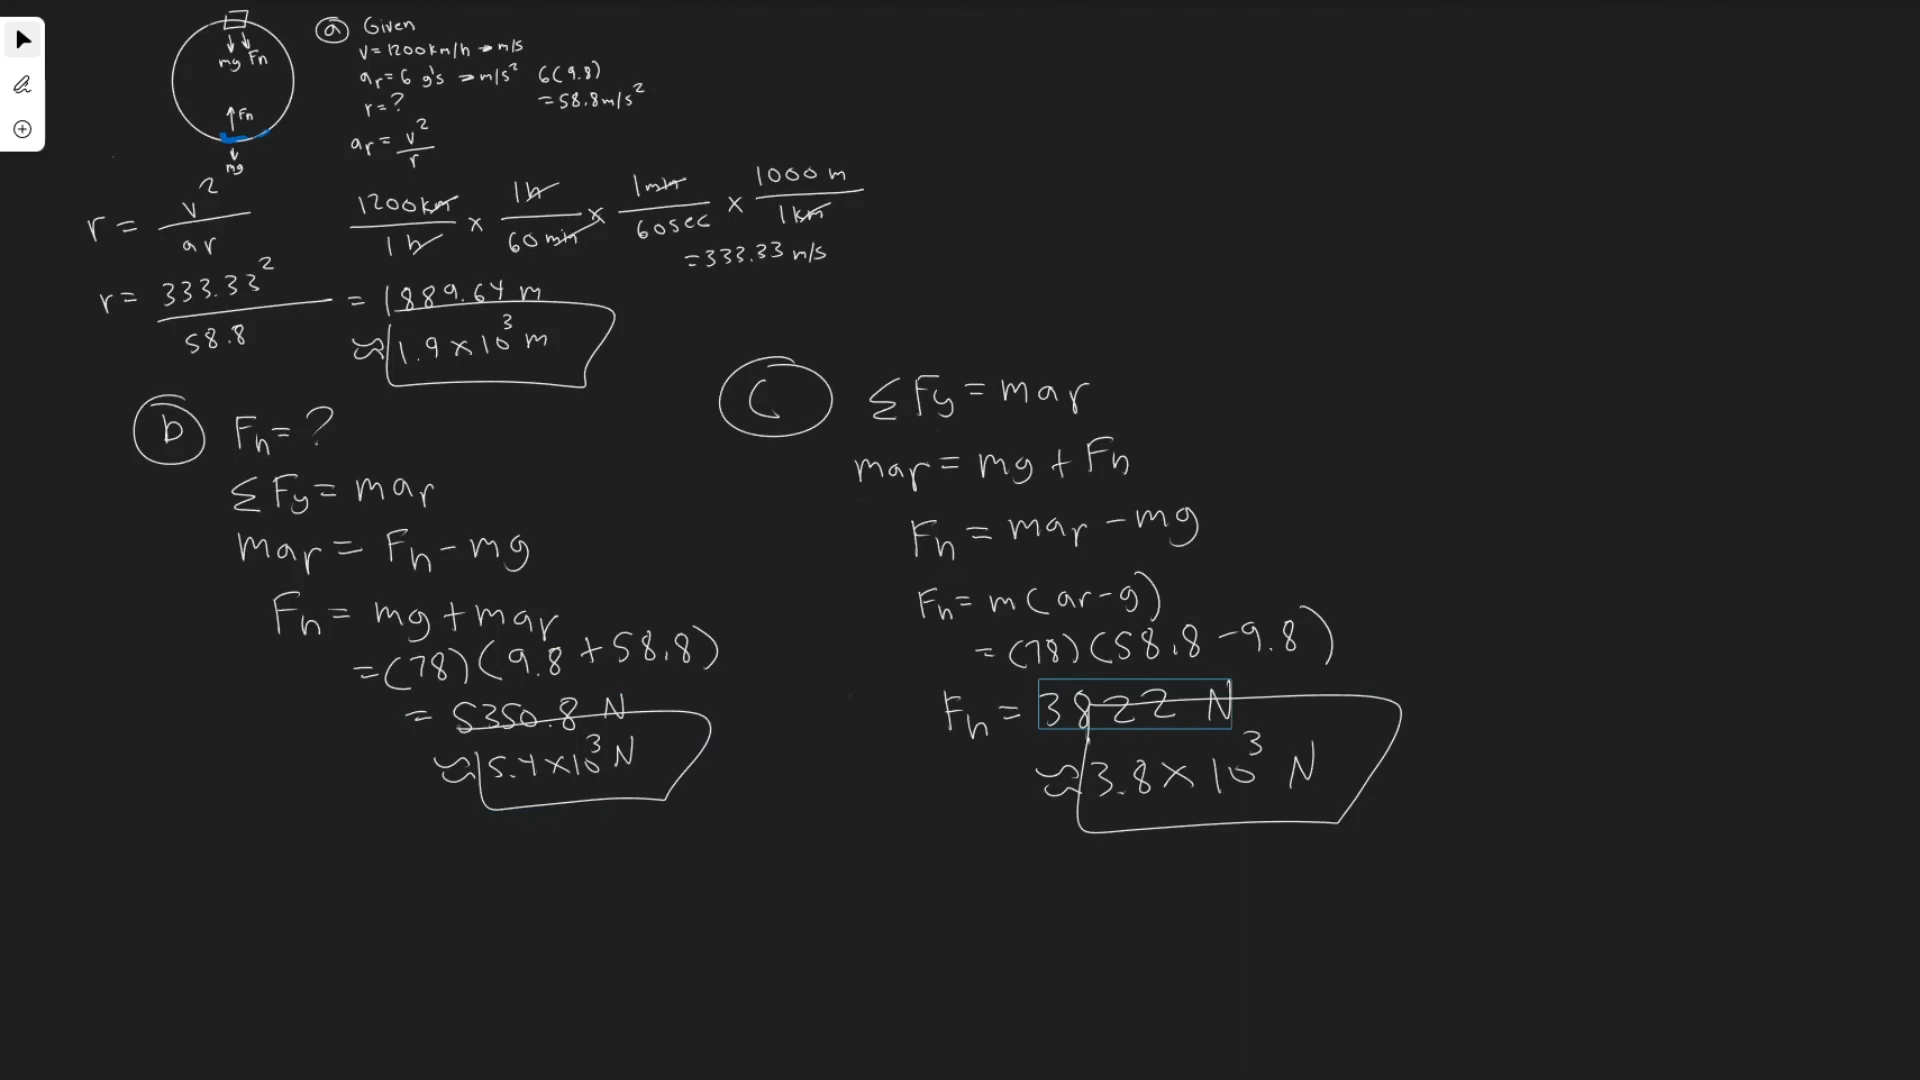 mg Fn
Fn
mg
(a) Given
v = 1200 km/h → m/s
ar = 6 g's → m/s² 6(9.8)
= 58.8 m/s²
r = ?
ar = v²/r
r = v²/ar
1200km/1h × 1h/60min × 1min/60sec × 1000m/1km
= 333.33 m/s
r = 333.33²/58.8 = 1889.64 m
≈ 1.9 × 10³ m
(b) Fn = ?
ΣFy = mar
mar = Fn - mg
Fn = mg + mar
= (78)(9.8 + 58.8)
= 5350.8 N
≈ 5.4 × 10³ N
(C) ΣFy = mar
mar = mg + Fn
Fn = mar - mg
Fn = m(ar - g)
= (78)(58.8 - 9.8)
Fn = 3822 N
≈ 3.8 × 10³ N